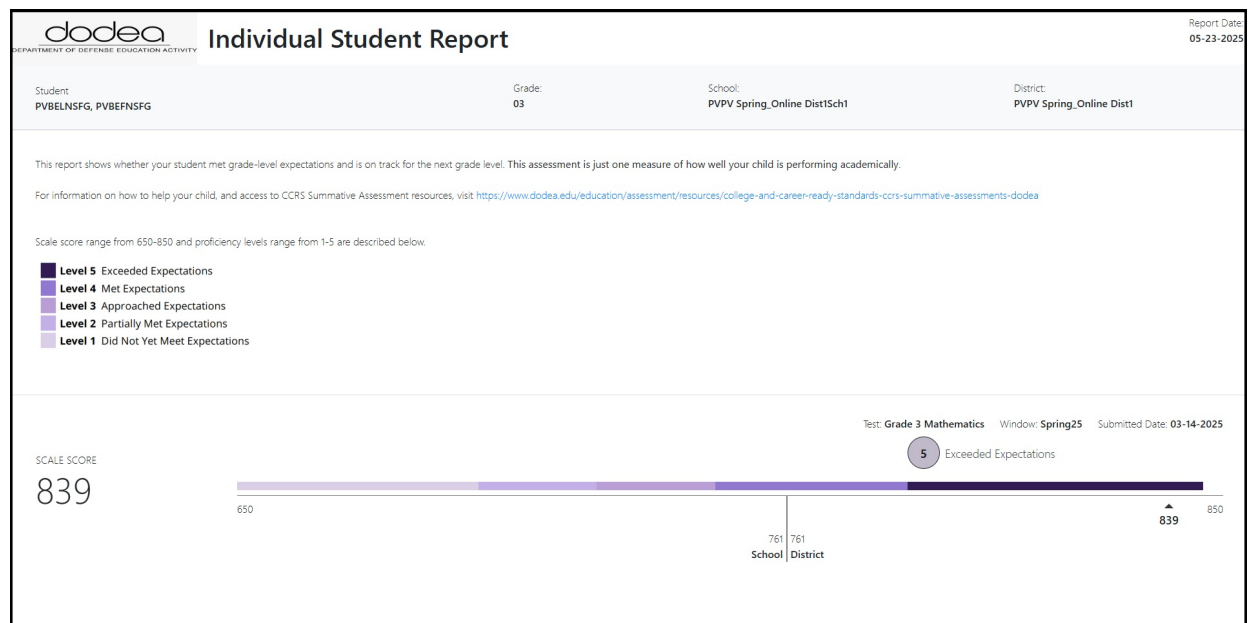 dodea
DEPARTMENT OF DEFENSE EDUCATION ACTIVITY
Individual Student Report
Report Date:
05-23-2025
Student
PVBELNSFG, PVBEFNSFG
Grade:
03
School:
PVPV Spring_Online Dist1Sch1
District:
PVPV Spring_Online Dist1
This report shows whether your student met grade-level expectations and is on track for the next grade level. This assessment is just one measure of how well your child is performing academically.
For information on how to help your child, and access to CCRS Summative Assessment resources, visit https://www.dodea.edu/education/assessment/resources/college-and-career-ready-standards-ccrs-summative-assessments-dodea
Scale score range from 650-850 and proficiency levels range from 1-5 are described below.
Level 5 Exceeded Expectations
Level 4 Met Expectations
Level 3 Approached Expectations
Level 2 Partially Met Expectations
Level 1 Did Not Yet Meet Expectations
Test: Grade 3 Mathematics Window: Spring25 Submitted Date: 03-14-2025
5 Exceeded Expectations
SCALE SCORE
839
650
850
839
761 761
School District